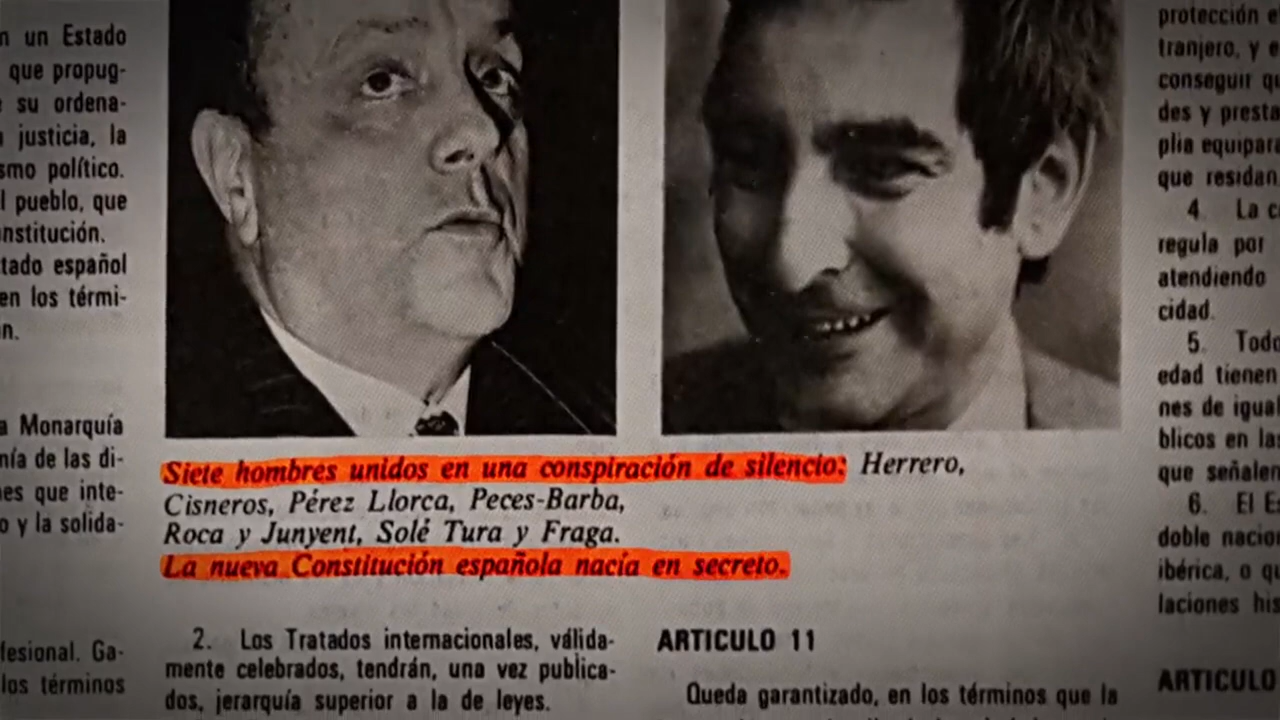 n un Estado
que propug-
su ordena-
justicia, la
smo político.
l pueblo, que
nstitución.
tado español
en los térmi-
n.
a Monarquía
nía de las di-
es que inte-
o y la solida-
fesional. Ga-
los términos
Siete hombres unidos en una conspiración de silencio: Herrero,
Cisneros, Pérez Llorca, Peces-Barba,
Roca y Junyent, Solé Tura y Fraga.
La nueva Constitución española nacía en secreto.
2. Los Tratados internacionales, válida-
mente celebrados, tendrán, una vez publica-
dos, jerarquía superior a la de leyes.
ARTICULO 11
Queda garantizado, en los términos que la
protección e
tranjero, y e
conseguir qu
des y presta
plia equipara
que residan
4. La c
regula por
atendiendo
cidad.
5. Todo
edad tienen
nes de igual
blicos en la
que señalen
6. El Es
doble nacion
ibérica, o qu
laciones his
ARTICULO